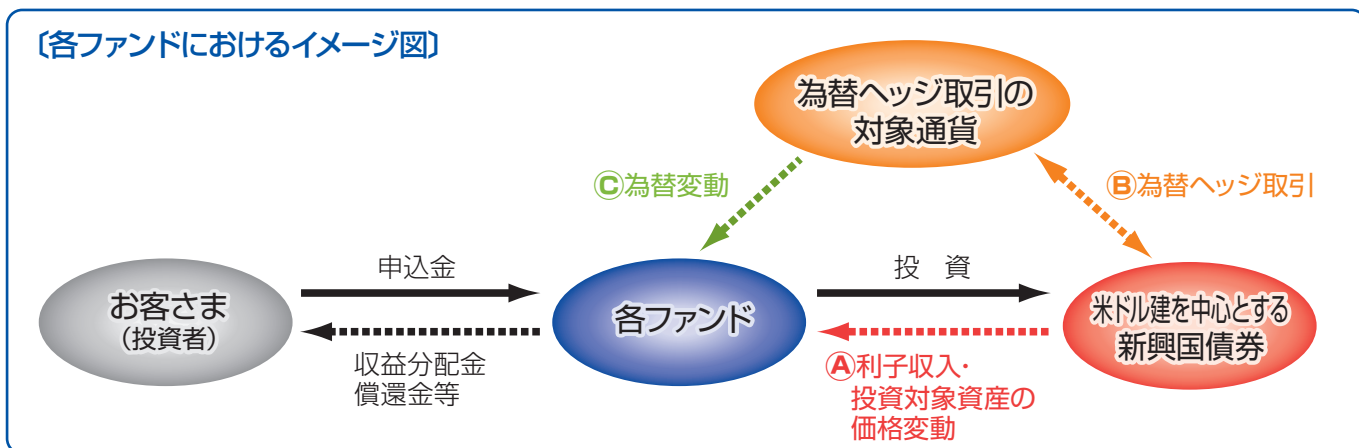 〔各ファンドにおけるイメージ図〕
為替ヘッジ取引の
対象通貨
Ⓒ為替変動
Ⓑ為替ヘッジ取引
お客さま
(投資者)
申込金
収益分配金
償還金等
各ファンド
投　資
Ⓐ利子収入・
投資対象資産の
価格変動
米ドル建を中心とする
新興国債券